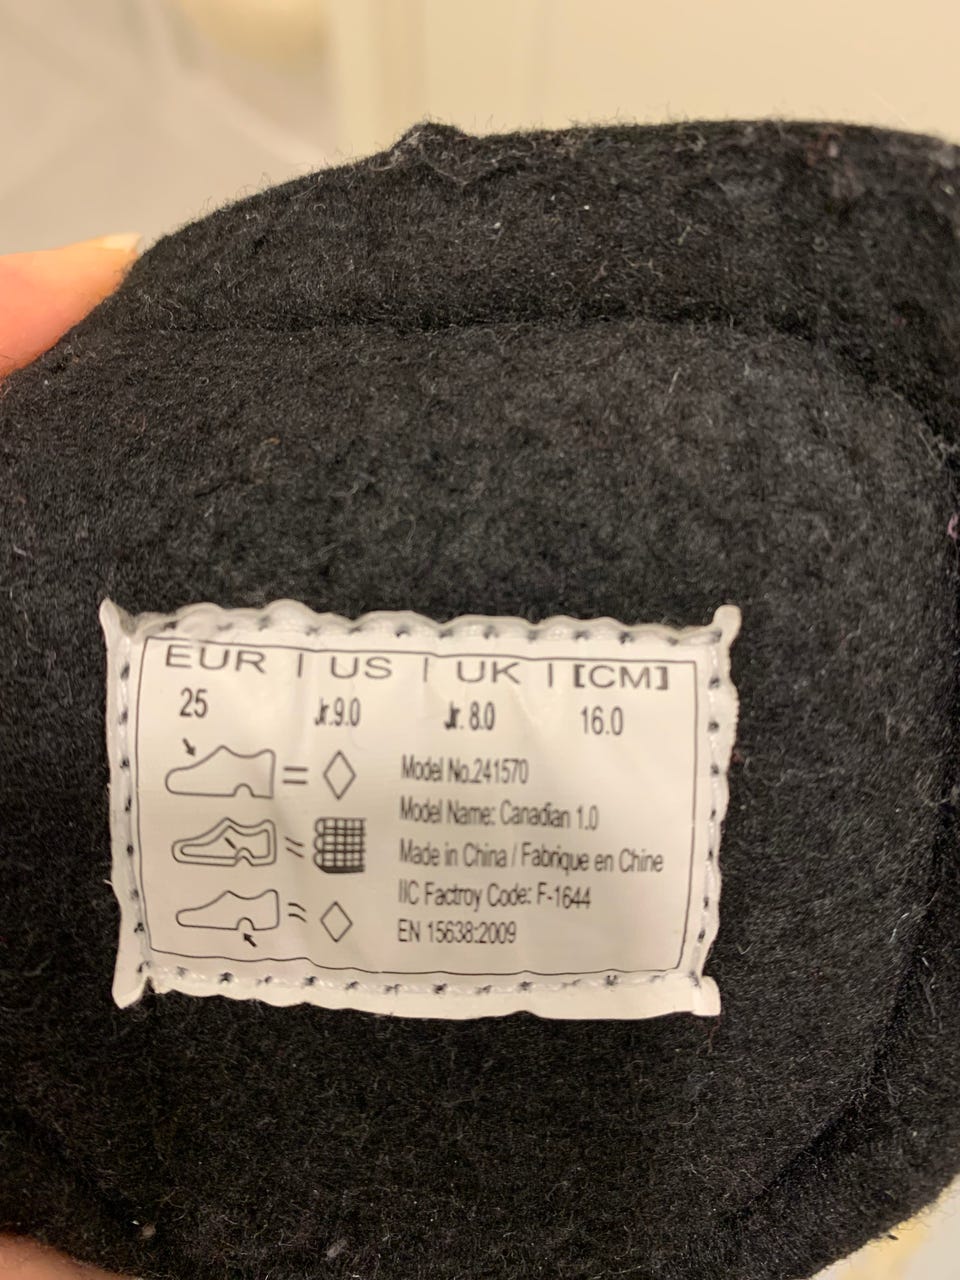 EUR | US | UK | [CM]
25 Jr.9.0 Jr. 8.0 16.0
Model No.241570
Model Name: Canadian 1.0
Made in China / Fabrique en Chine
IIC Factroy Code: F-1644
EN 15638:2009